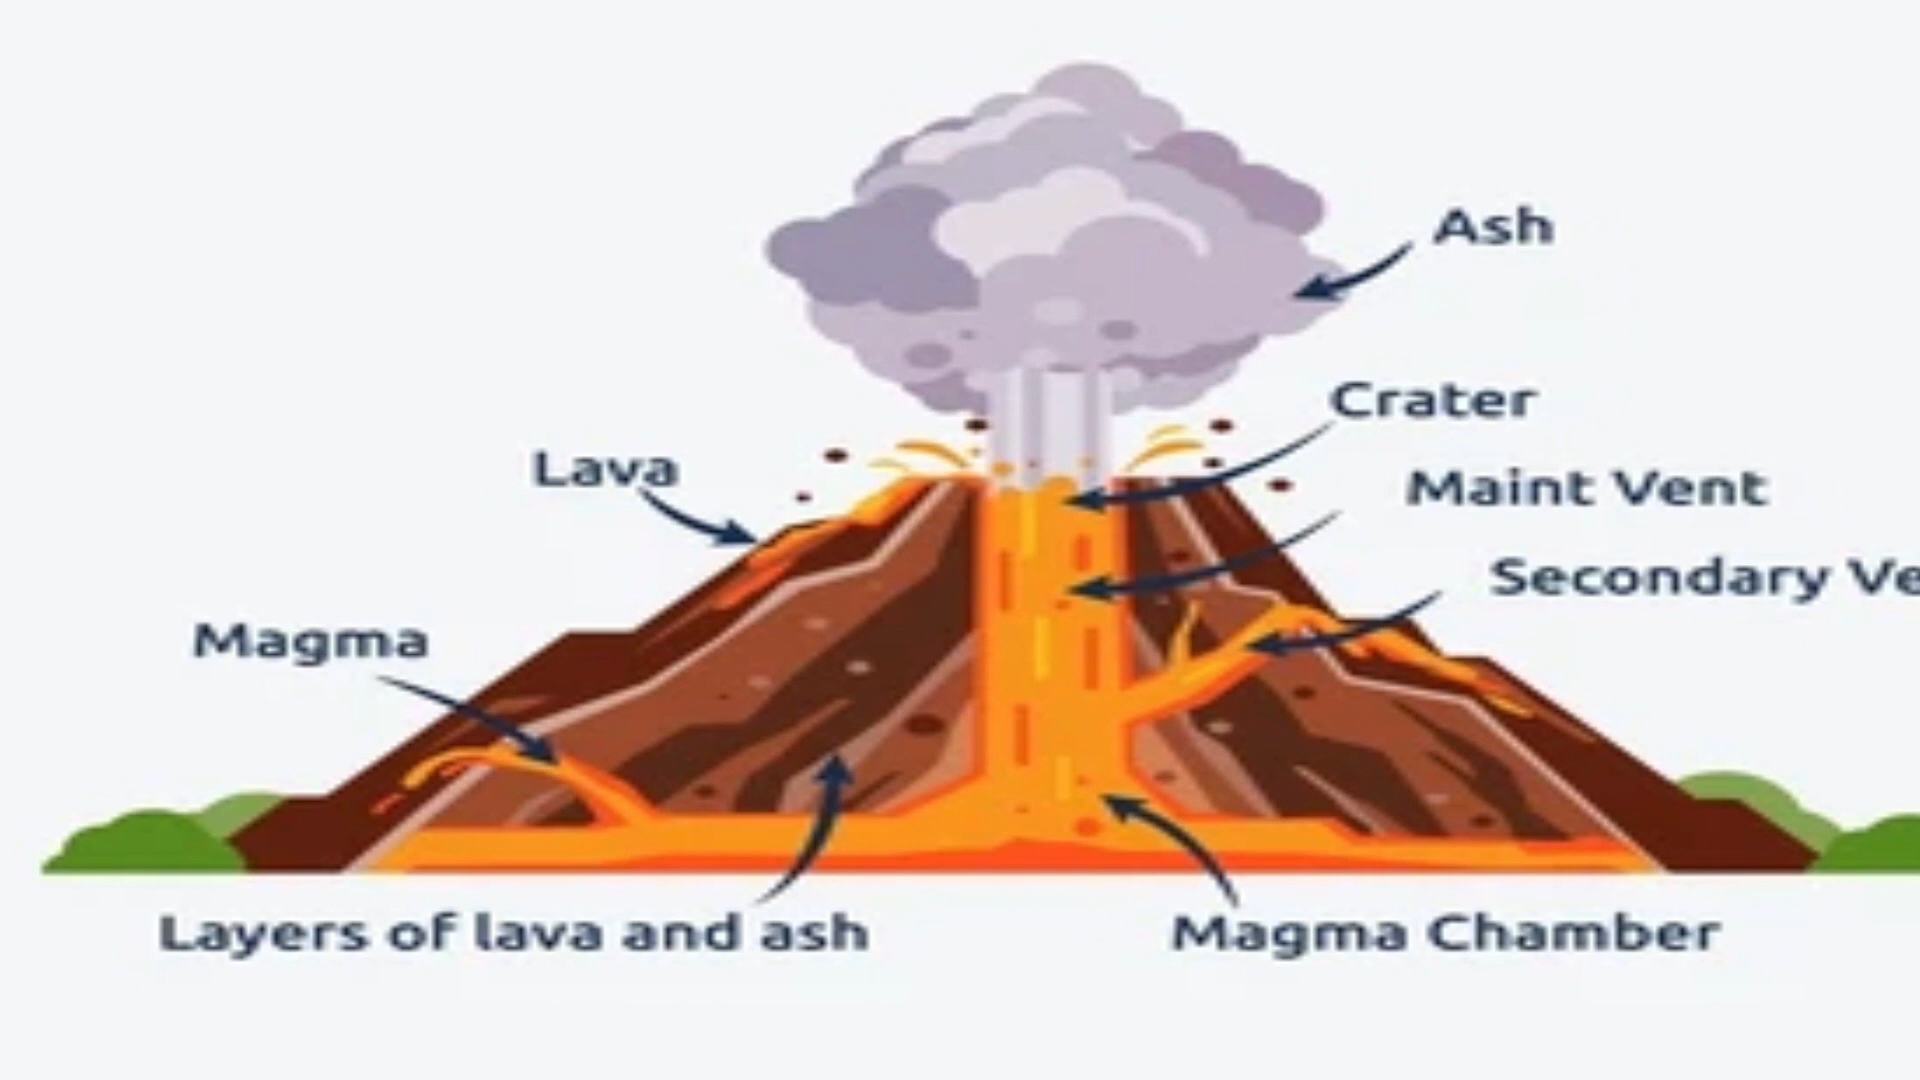 Ash
Crater
Lava
Maint Vent
Secondary Ve
Magma
Layers of lava and ash
Magma Chamber